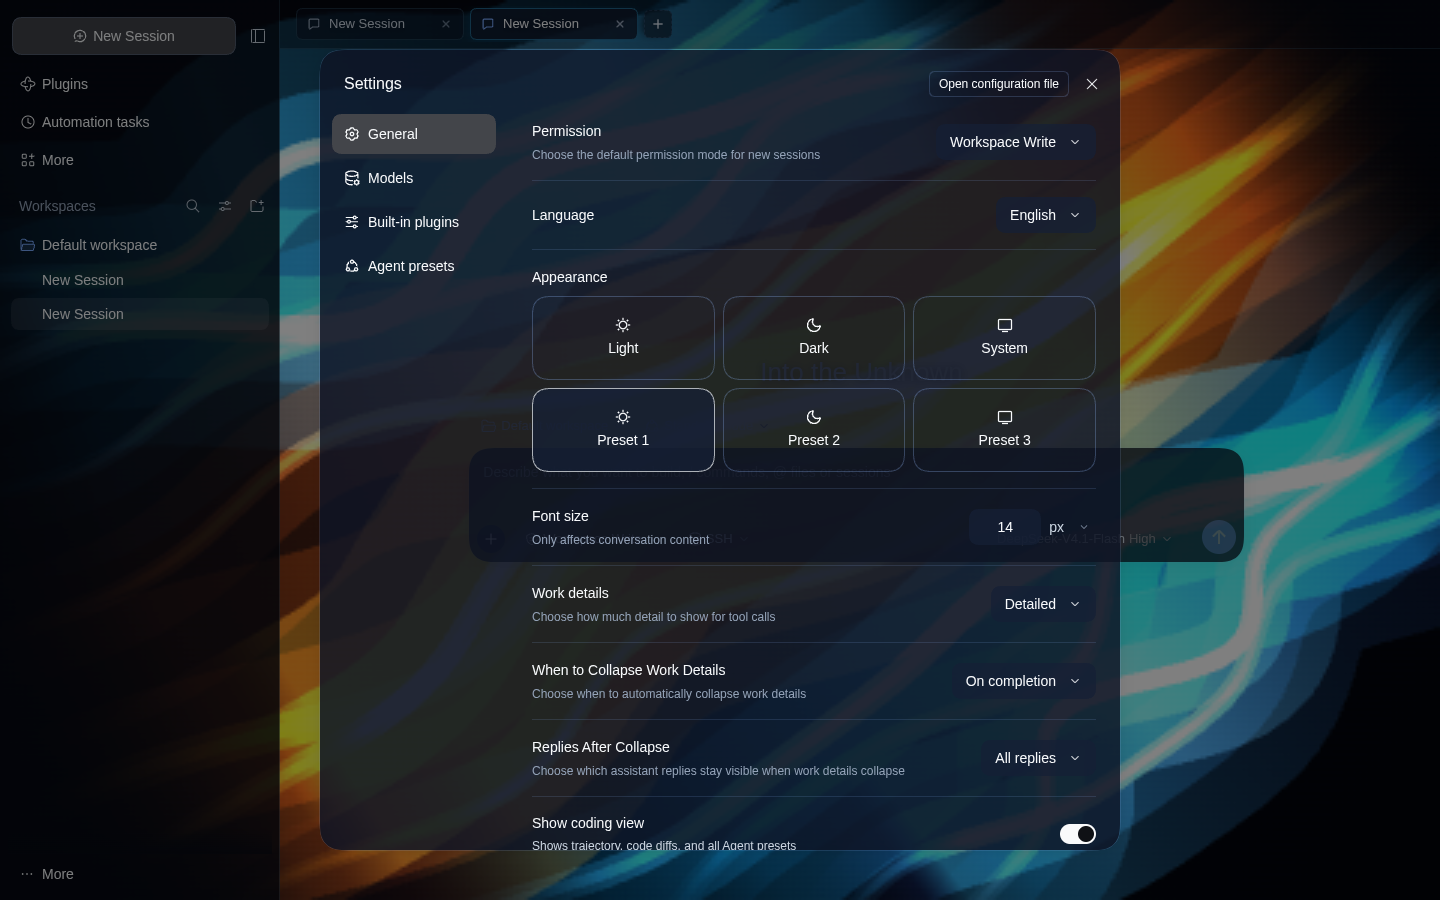 New Session
New Session
New Session
Plugins
Automation tasks
More
Workspaces
Default workspace
New Session
New Session
More
Settings
Open configuration file
General
Models
Built-in plugins
Agent presets
Permission
Choose the default permission mode for new sessions
Workspace Write
Language
English
Appearance
Light
Dark
System
Into the
Preset 1
Preset 2
Preset 3
Font size
Only affects conversation content
14
px
High
Work details
Choose how much detail to show for tool calls
Detailed
When to Collapse Work Details
Choose when to automatically collapse work details
On completion
Replies After Collapse
Choose which assistant replies stay visible when work details collapse
All replies
Show coding view
Shows trajectory, code diffs, and all Agent presets